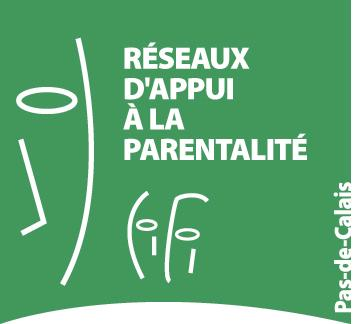 RÉSEAUX
D'APPUI
À LA
PARENTALITÉ
Pas-de-Calais